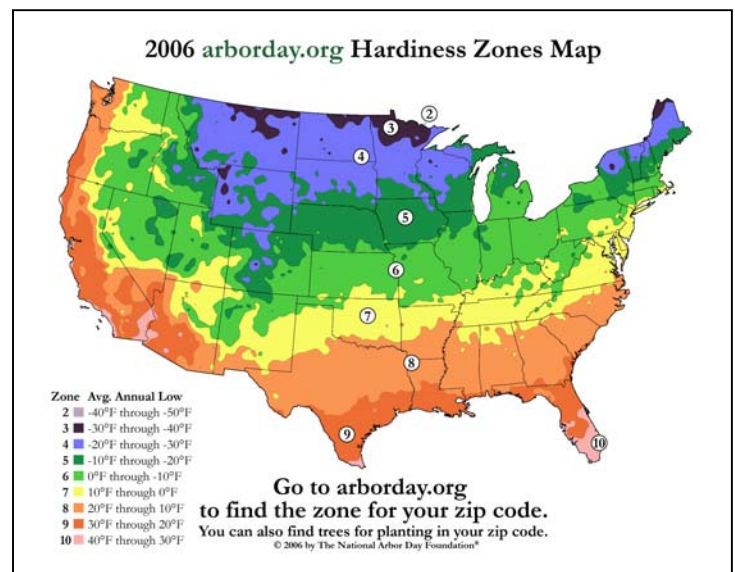 2006 arborday.org Hardiness Zones Map
2
3
4
5
6
7
8
9
10
Zone Avg. Annual Low
2 -40°F through -50°F
3 -30°F through -40°F
4 -20°F through -30°F
5 -10°F through -20°F
6 0°F through -10°F
7 10°F through 0°F
8 20°F through 10°F
9 30°F through 20°F
10 40°F through 30°F
Go to arborday.org
to find the zone for your zip code.
You can also find trees for planting in your zip code.
© 2006 by The National Arbor Day Foundation®